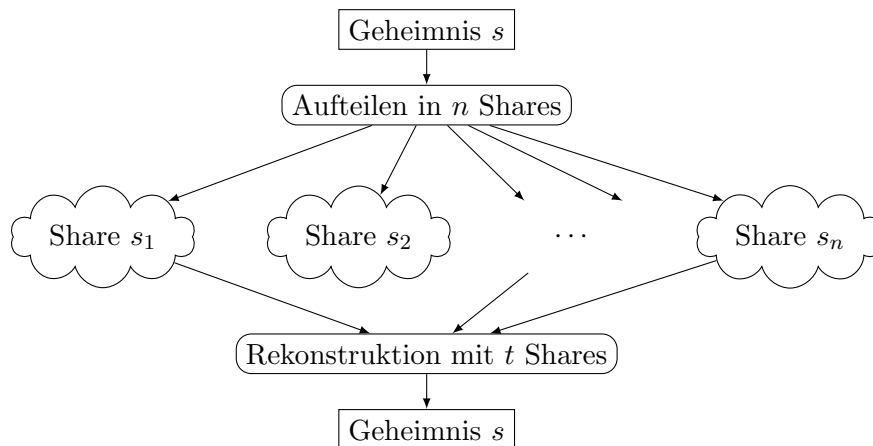 Geheimnis s
Aufteilen in n Shares
Share s₁
Share s₂
...
Share sₙ
Rekonstruktion mit t Shares
Geheimnis s